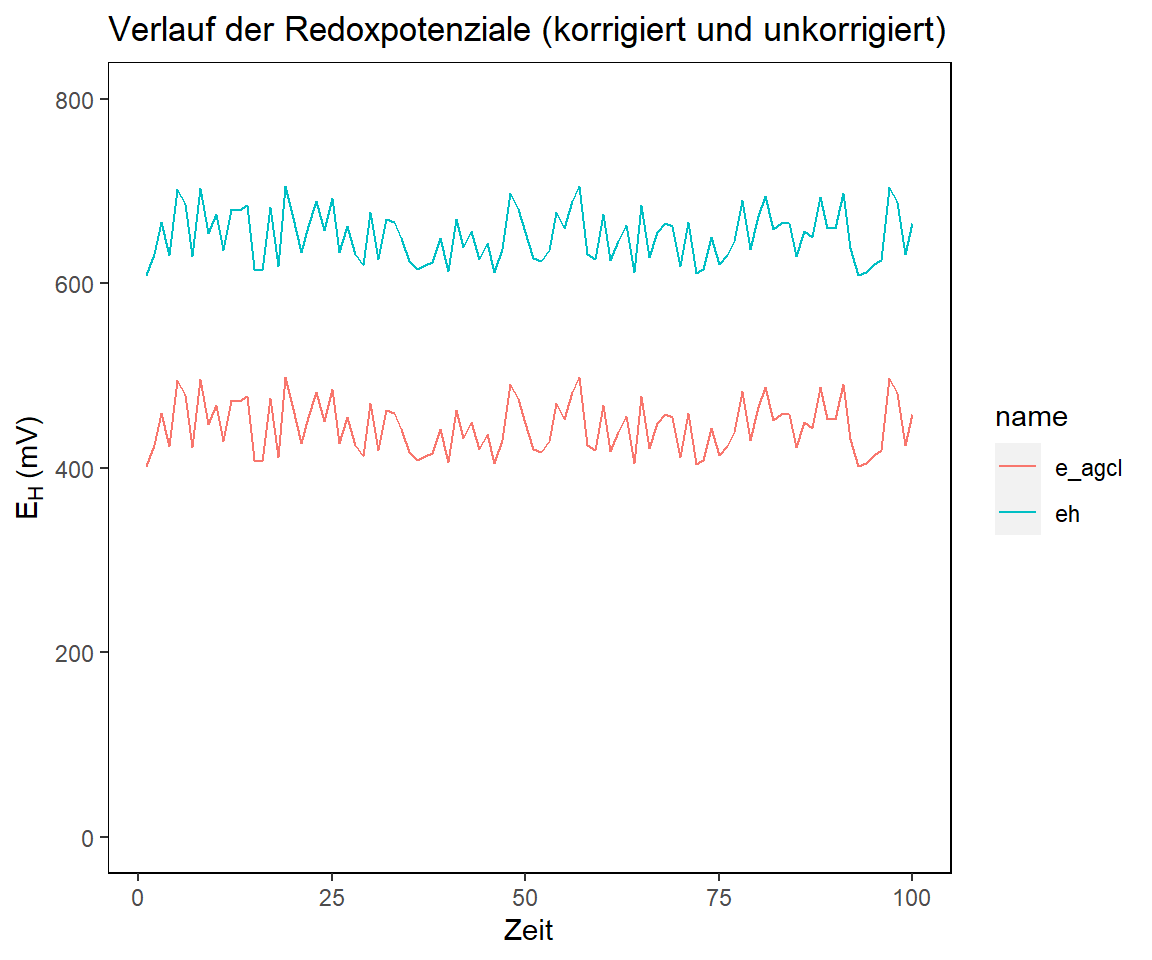 Verlauf der Redoxpotenziale (korrigiert und unkorrigiert)
800
600
400
200
0
E_H (mV)
0 25 50 75 100
Zeit
name
e_agcl
eh